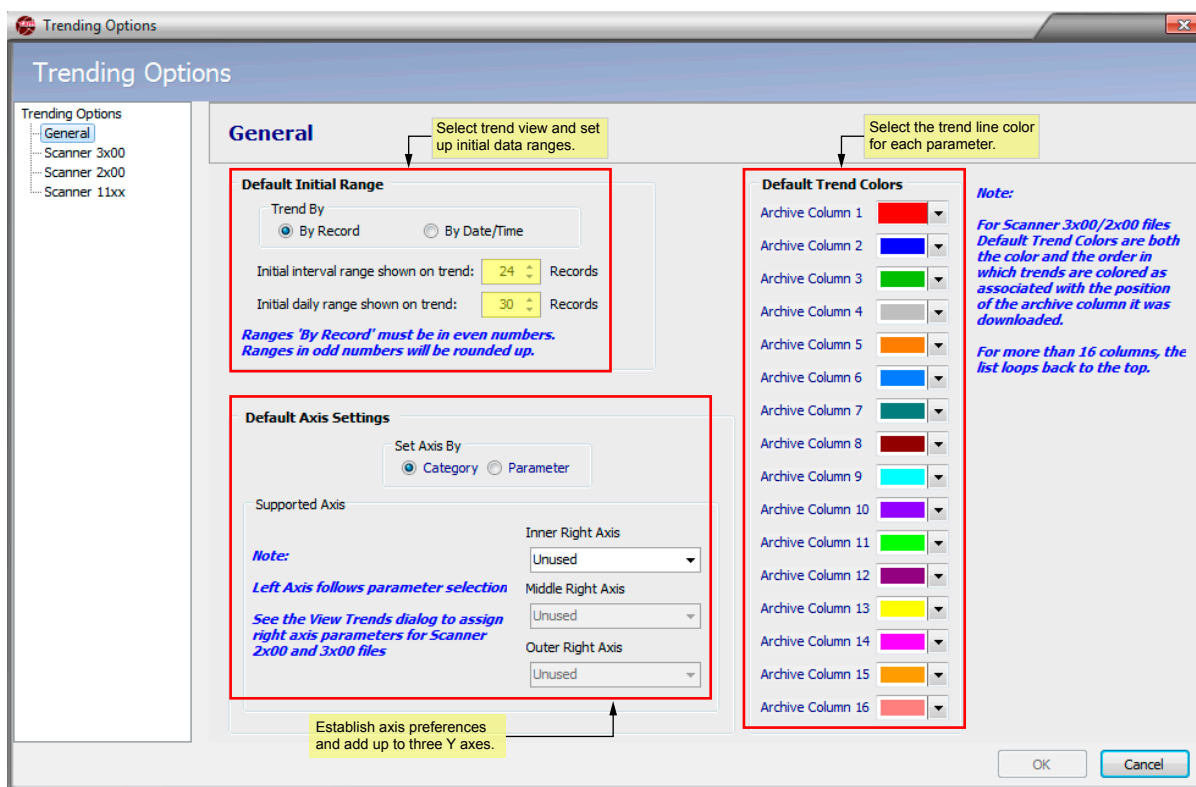 Trending Options
Trending Options
Trending Options
General
Scanner 3x00
Scanner 2x00
Scanner 11xx
General
Select trend view and set
up initial data ranges.
Select the trend line color
for each parameter.
Default Initial Range
Trend By
By Record
By Date/Time
Initial interval range shown on trend: 24 Records
Initial daily range shown on trend: 30 Records
Ranges 'By Record' must be in even numbers.
Ranges in odd numbers will be rounded up.
Default Axis Settings
Set Axis By
Category
Parameter
Supported Axis
Note:
Left Axis follows parameter selection
See the View Trends dialog to assign
right axis parameters for Scanner
2x00 and 3x00 files
Inner Right Axis
Unused
Middle Right Axis
Unused
Outer Right Axis
Unused
Establish axis preferences
and add up to three Y axes.
Default Trend Colors
Archive Column 1
Archive Column 2
Archive Column 3
Archive Column 4
Archive Column 5
Archive Column 6
Archive Column 7
Archive Column 8
Archive Column 9
Archive Column 10
Archive Column 11
Archive Column 12
Archive Column 13
Archive Column 14
Archive Column 15
Archive Column 16
Note:
For Scanner 3x00/2x00 files
Default Trend Colors are both
the color and the order in
which trends are colored as
associated with the position
of the archive column it was
downloaded.
For more than 16 columns, the
list loops back to the top.
OK
Cancel